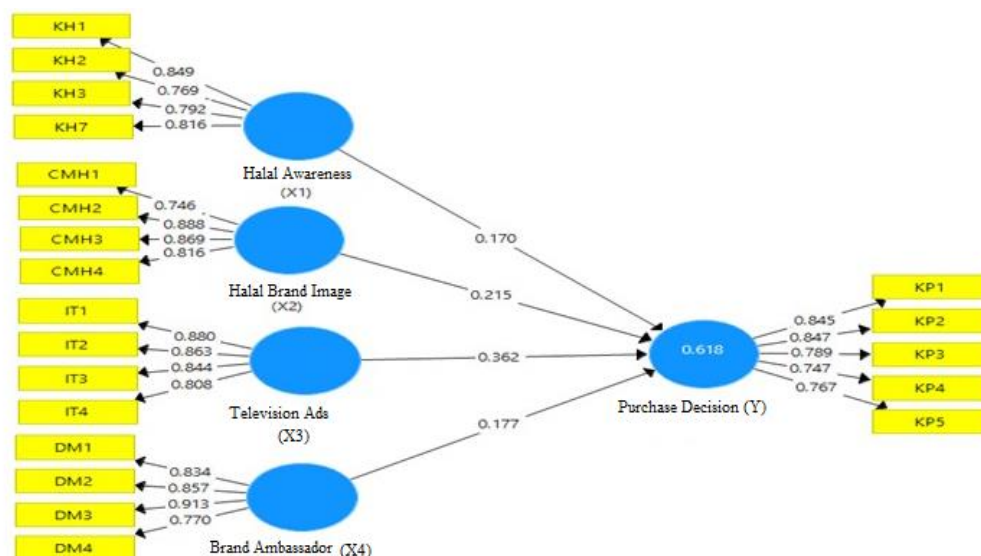 KH1
KH2
KH3
KH7
0.849
0.769
0.792
0.816
Halal Awareness
(X1)
CMH1
CMH2
CMH3
CMH4
0.746
0.888
0.869
0.816
Halal Brand Image
(X2)
IT1
IT2
IT3
IT4
0.880
0.863
0.844
0.808
Television Ads
(X3)
DM1
DM2
DM3
DM4
0.834
0.857
0.913
0.770
Brand Ambassador (X4)
0.170
0.215
0.362
0.177
0.618
Purchase Decision (Y)
0.845
0.847
0.789
0.747
0.767
KP1
KP2
KP3
KP4
KP5